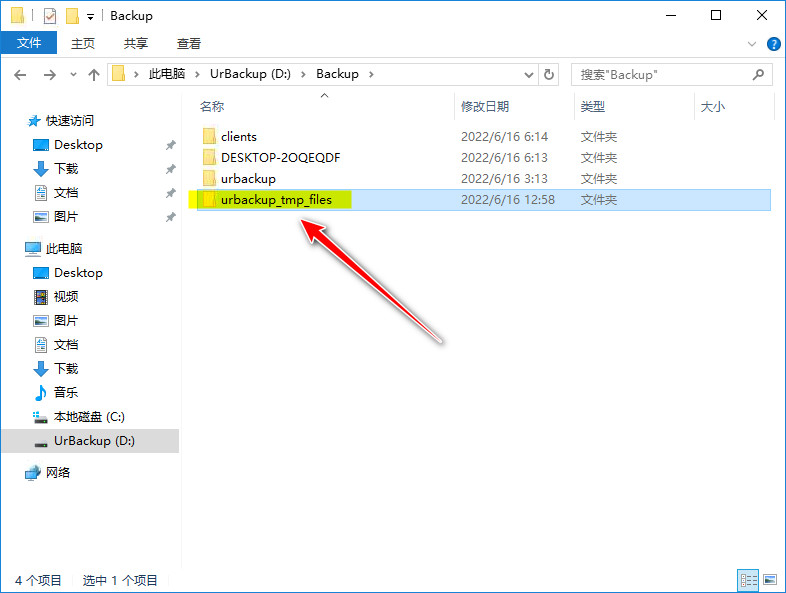 Backup
文件 主页 共享 查看
此电脑 UrBackup (D:) Backup 搜索"Backup"
名称 修改日期 类型 大小
clients 2022/6/16 6:14 文件夹
DESKTOP-2OQEQDF 2022/6/16 6:13 文件夹
urbackup 2022/6/16 3:13 文件夹
urbackup_tmp_files 2022/6/16 12:58 文件夹
快速访问
Desktop
下载
文档
图片
此电脑
Desktop
视频
图片
文档
下载
音乐
本地磁盘 (C:)
UrBackup (D:)
网络
4 个项目 选中 1 个项目